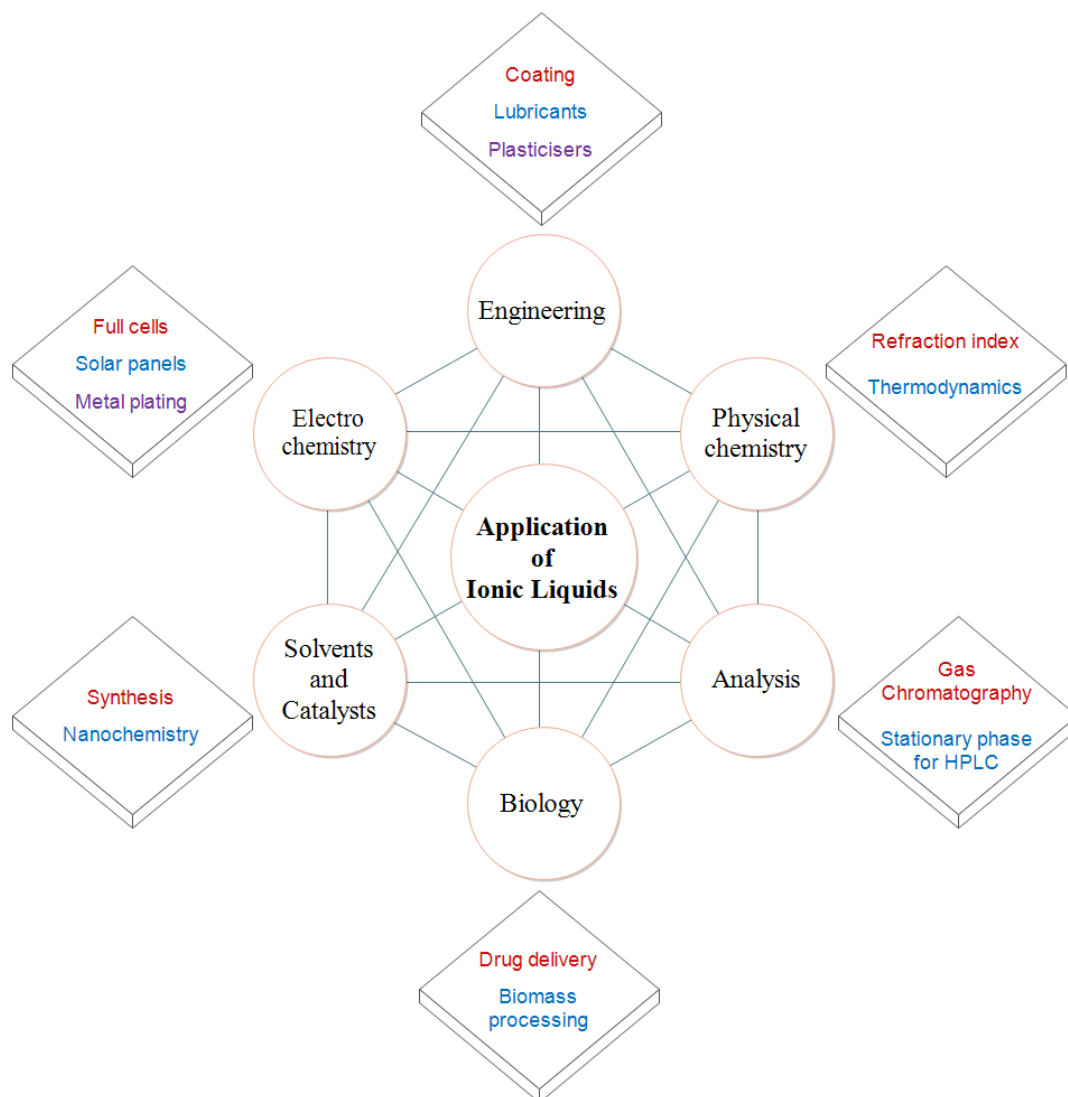 Coating
Lubricants
Plasticisers
Engineering
Full cells
Solar panels
Metal plating
Electro
chemistry
Physical
chemistry
Refraction index
Thermodynamics
Application
of
Ionic Liquids
Synthesis
Nanochemistry
Solvents
and
Catalysts
Analysis
Gas
Chromatography
Stationary phase
for HPLC
Biology
Drug delivery
Biomass
processing